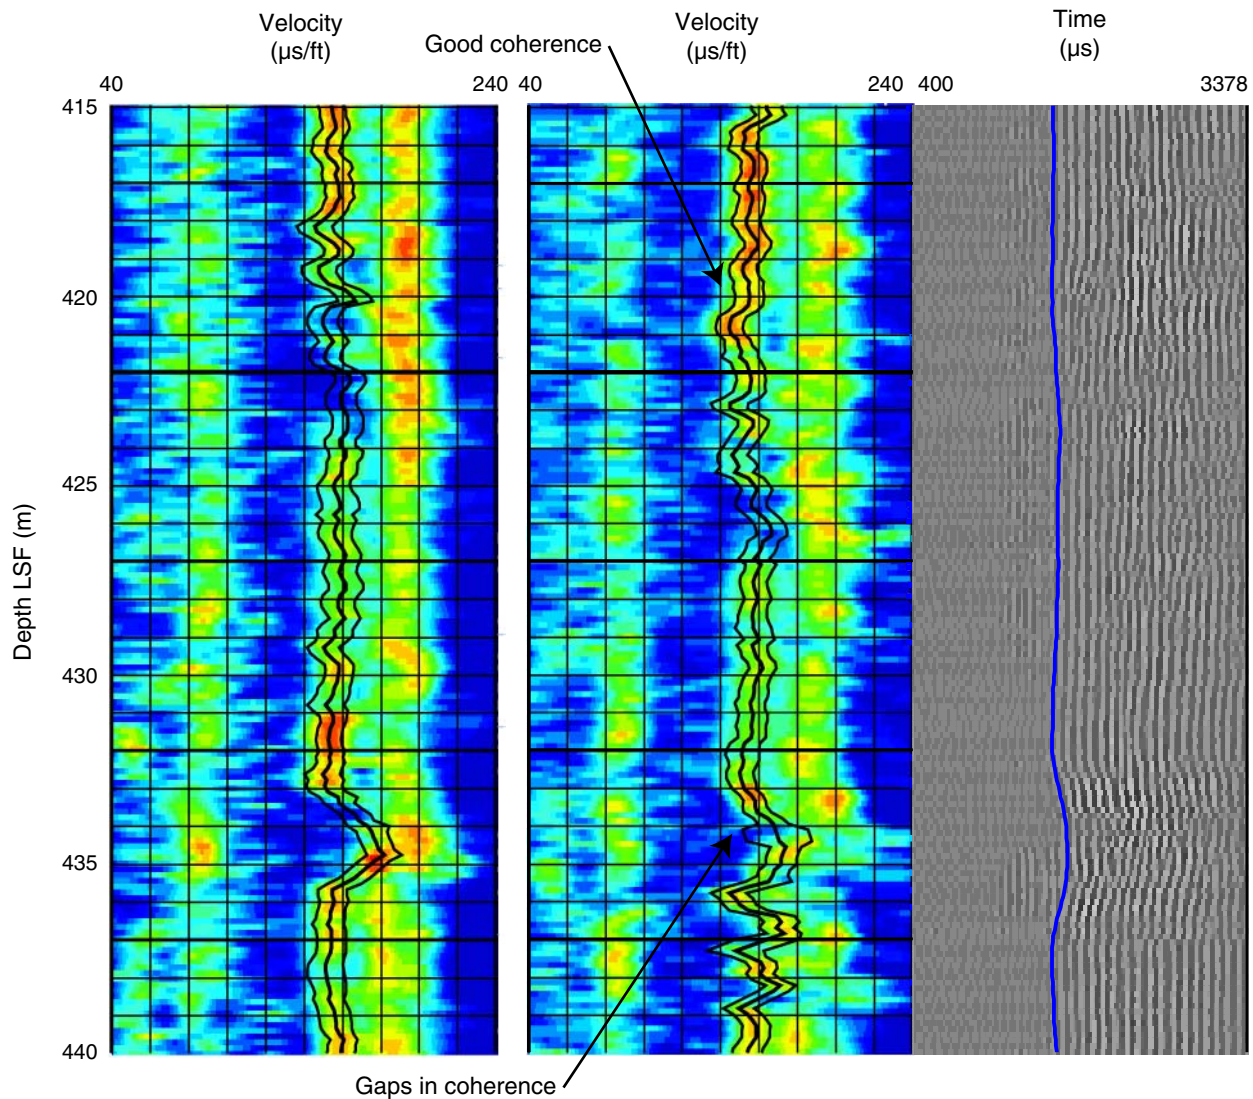 Velocity
(µs/ft)
Good coherence
Velocity
(µs/ft)
Time
(µs)
40
240
40
240
400
3378
415
420
425
430
435
440
Depth LSF (m)
Gaps in coherence